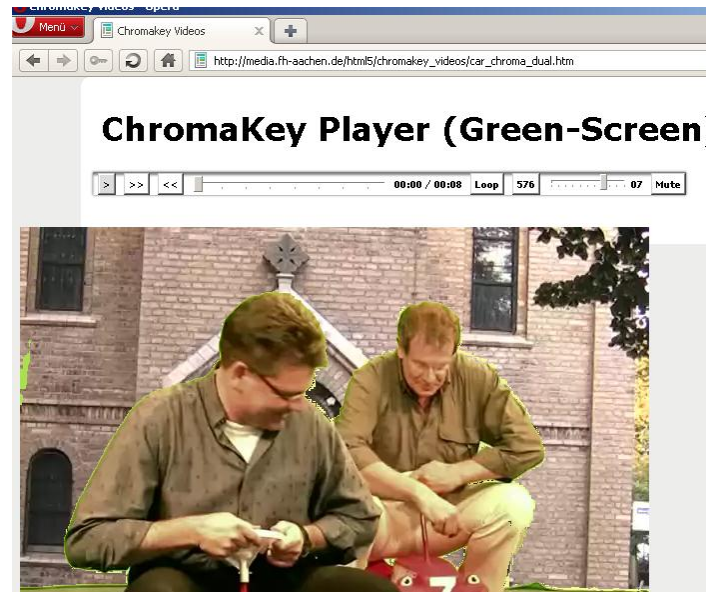 Chromakey Videos - Opera
Menü
Chromakey Videos
http://media.fh-aachen.de/html5/chromakey_videos/car_chroma_dual.htm
ChromaKey Player (Green-Screen)
> >> << 00:00 / 00:08 Loop 576 07 Mute
7